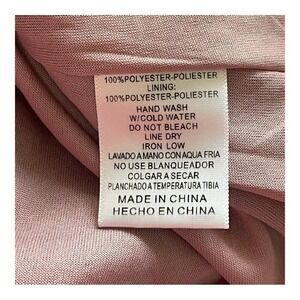 100%POLYESTER-POLIESTER
LINING:
100%POLYESTER-POLIESTER
HAND WASH
W/COLD WATER
DO NOT BLEACH
LINE DRY
IRON LOW
LAVADO A MANO CON AQUA FRIA
NO USE BLANQUEADOR
COLGAR A SECAR
PLANCHADO A TEMPERATURA TIBIA
MADE IN CHINA
HECHO EN CHINA